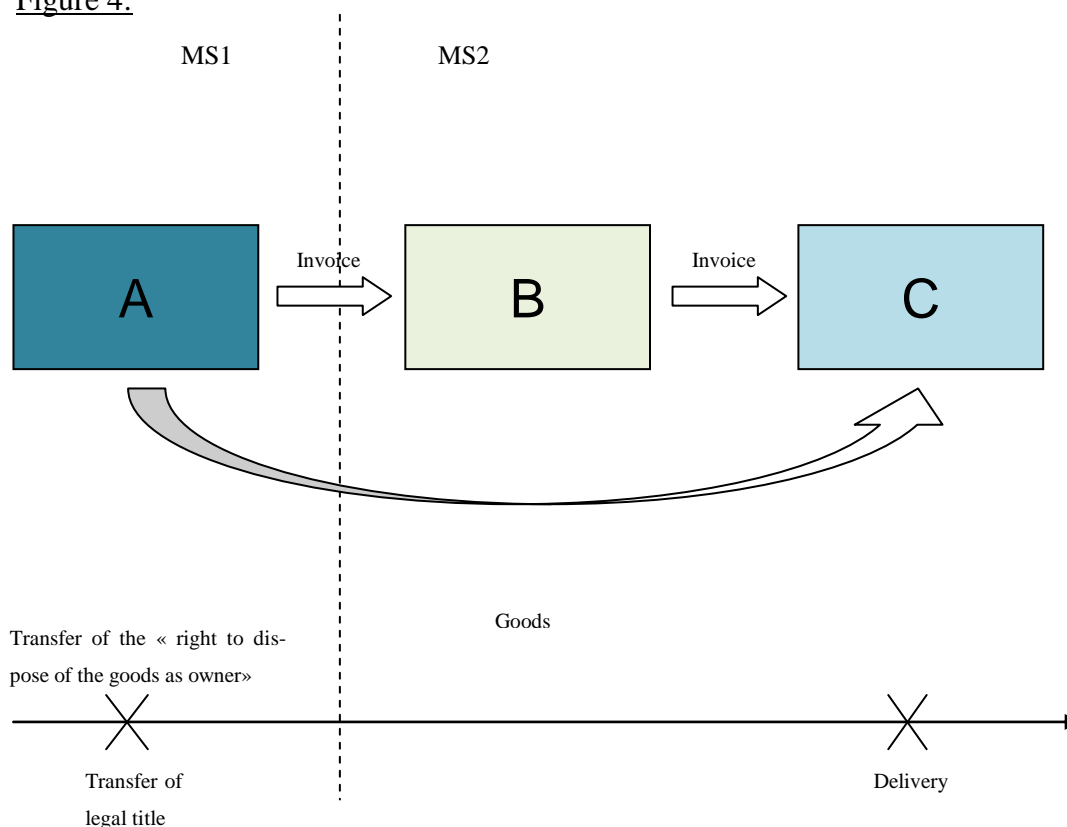 Figure 4:
MS1
MS2
Invoice
Invoice
A
B
C
Goods
Transfer of the « right to dis-
pose of the goods as owner»
Transfer of
legal title
Delivery